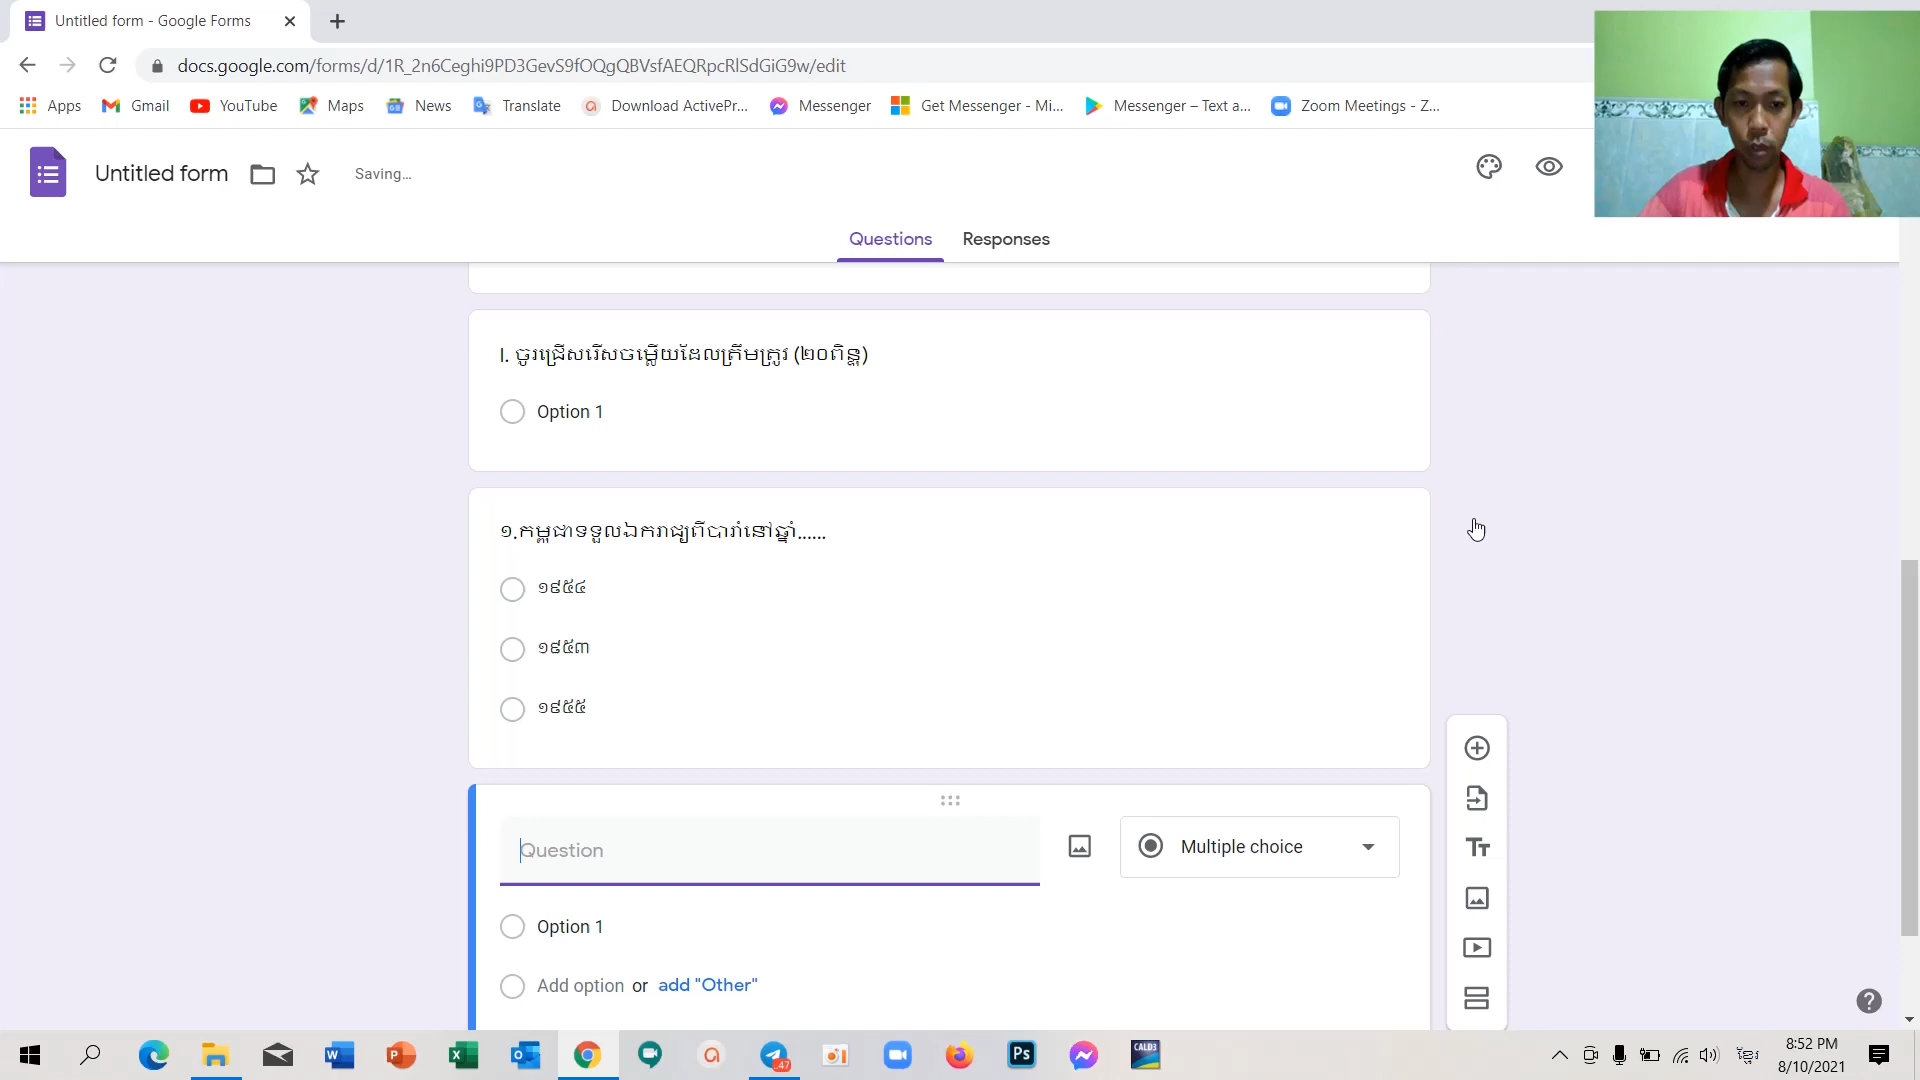 Untitled form - Google Forms
docs.google.com/forms/d/1R_2n6Ceghi9PD3GevS9fOQgQBVsfAEQRpcRlSdGiG9w/edit
Apps Gmail YouTube Maps News Translate Download ActivePr... Messenger Get Messenger - Mi... Messenger – Text a... Zoom Meetings - Z...
Untitled form Saving...
Questions Responses
I. ចូរជ្រើសរើសចម្លើយដែលត្រឹមត្រូវ (២០ពិន្ទុ)
Option 1
១.កម្ពុជាទទួលឯករាជ្យពីបារាំនៅឆ្នាំ......
១៩៥៤
១៩៥៣
១៩៥៥
Question Multiple choice
Option 1
Add option or add "Other"
47
CALD3
ខ្មែរ
8:52 PM
8/10/2021